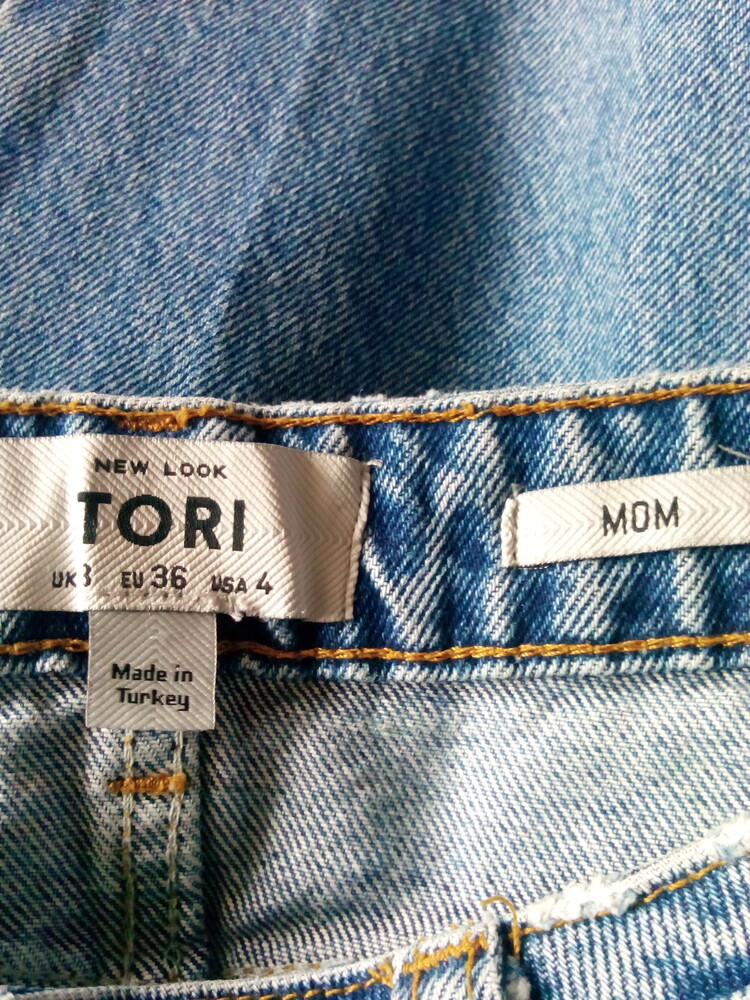 NEW LOOK
TORI
UK 8 EU 36 USA 4
Made in
Turkey
MOM